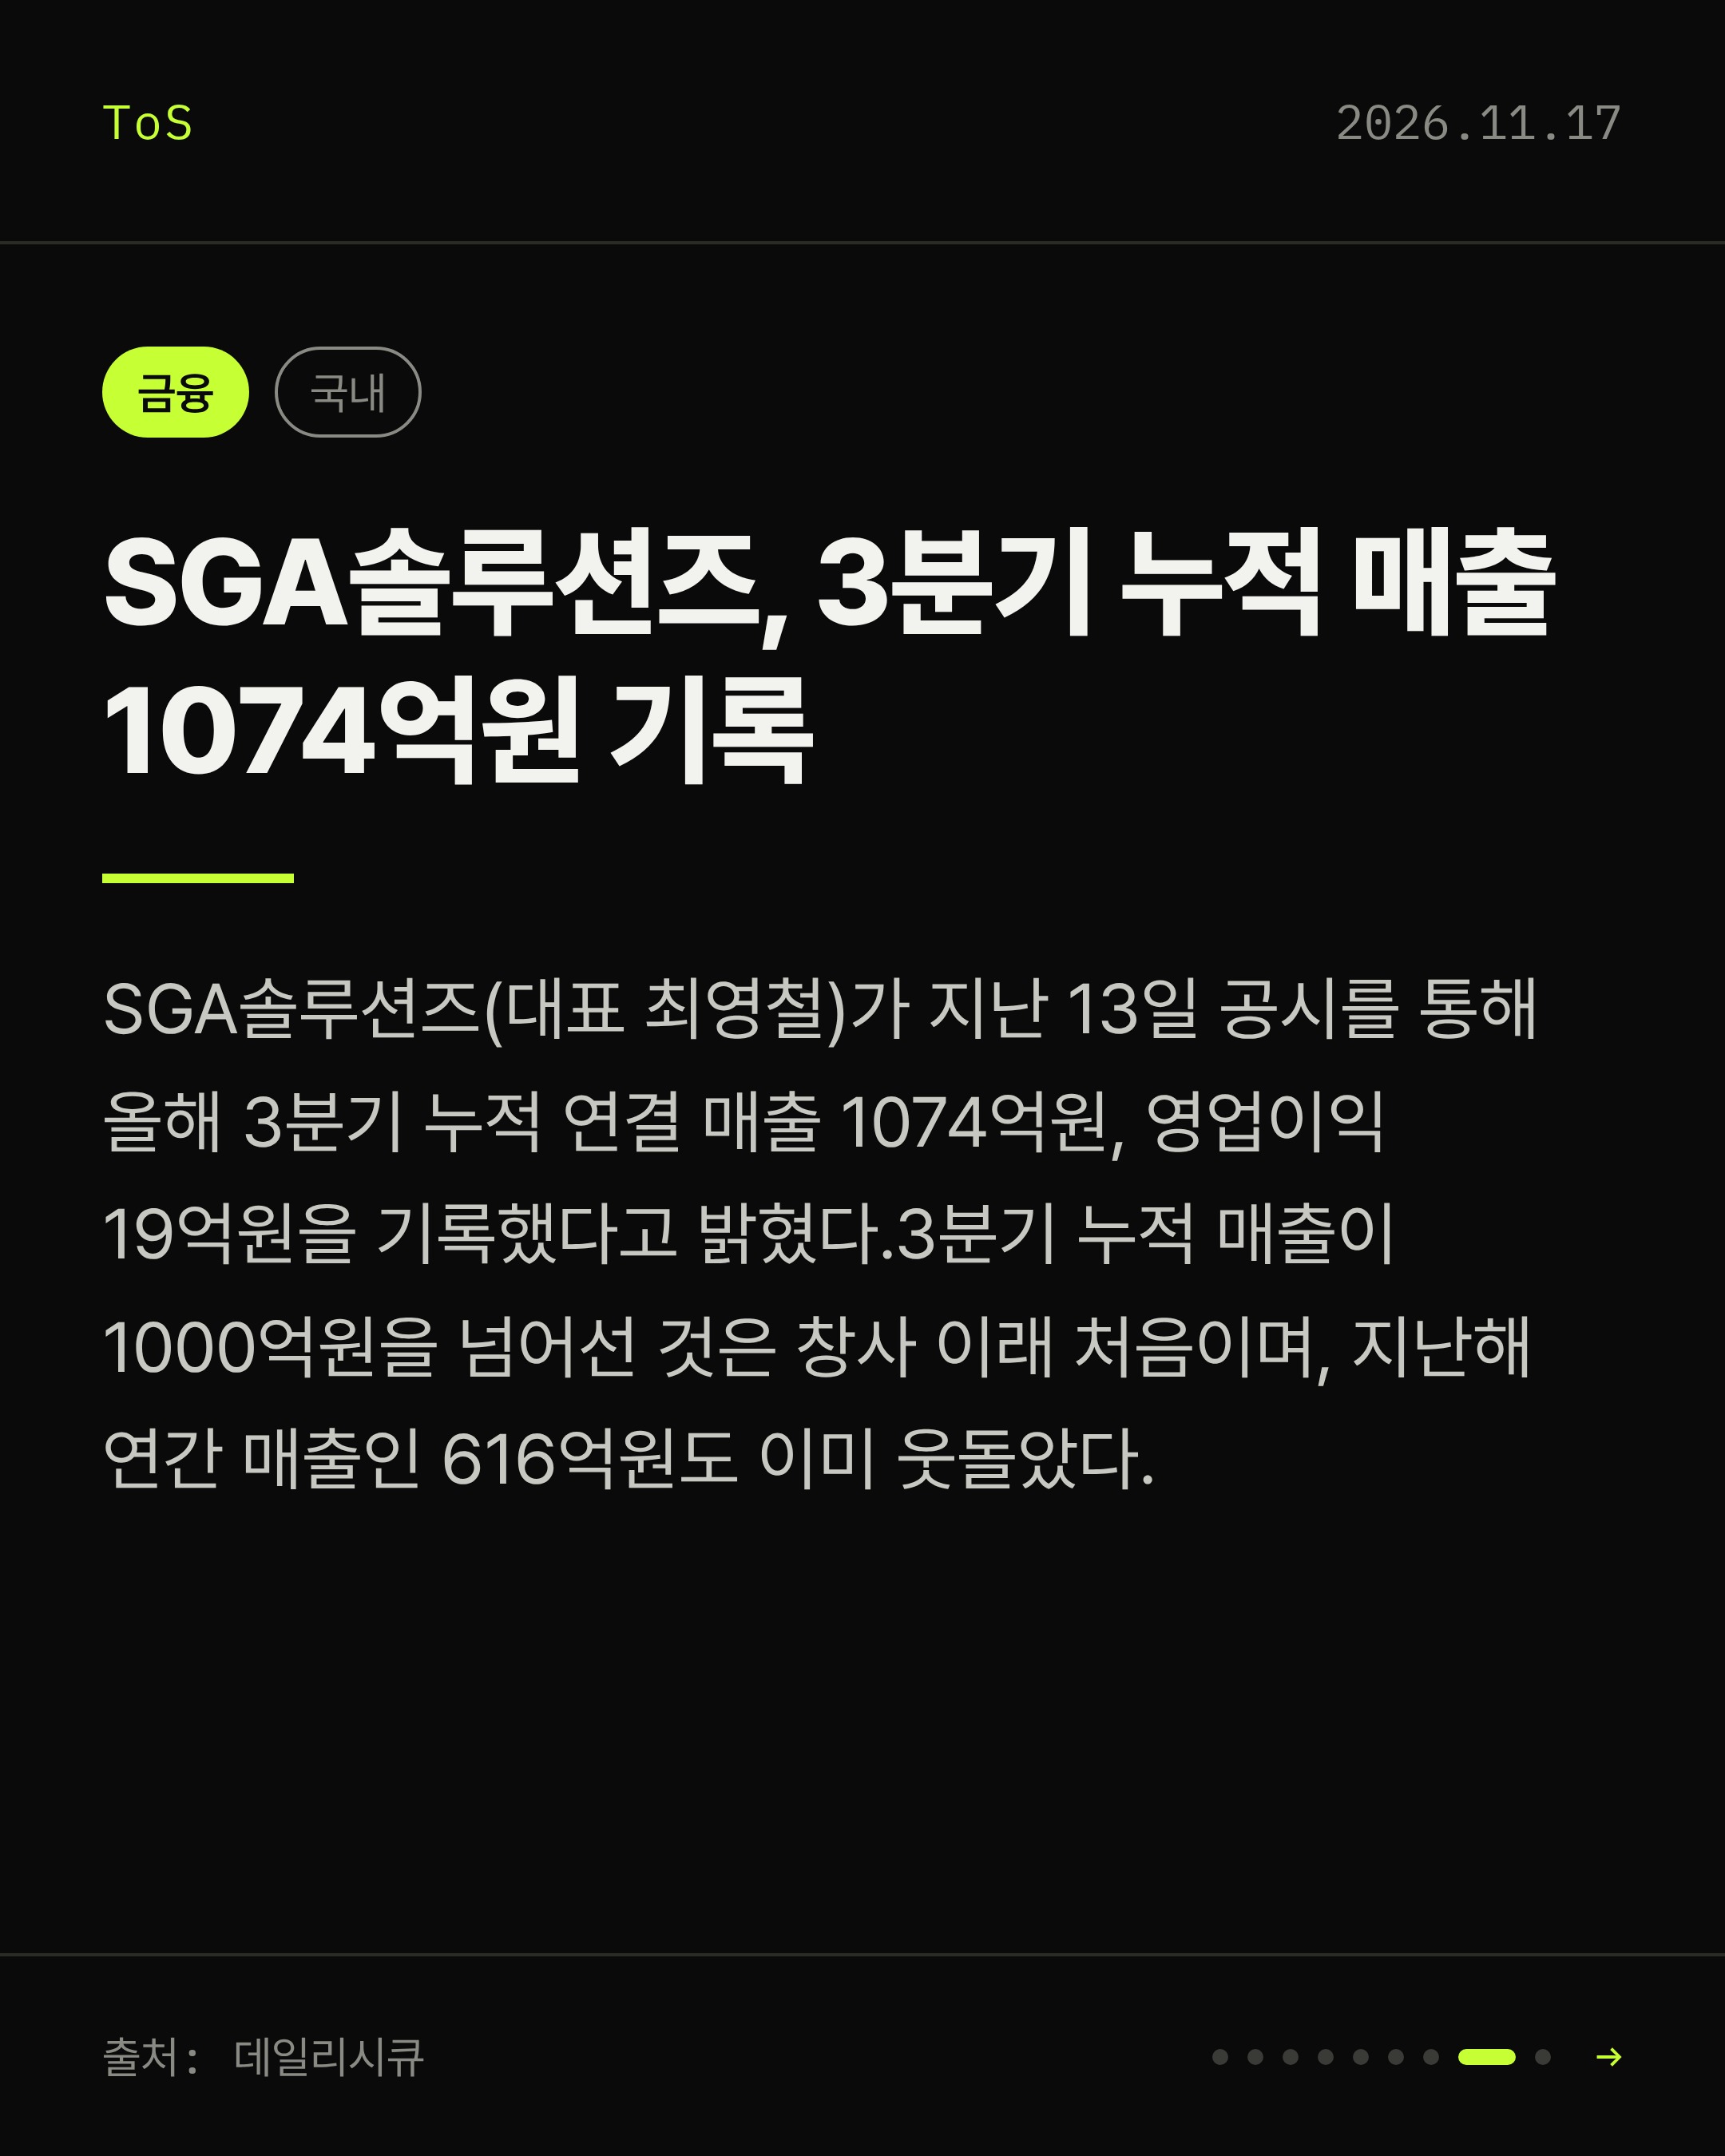 ToS
2026.11.17
금융
국내
SGA솔루션즈, 3분기 누적 매출
1074억원 기록
SGA솔루션즈(대표 최영철)가 지난 13일 공시를 통해
올해 3분기 누적 연결 매출 1074억원, 영업이익
19억원을 기록했다고 밝혔다.3분기 누적 매출이
1000억원을 넘어선 것은 창사 이래 처음이며, 지난해
연간 매출인 616억원도 이미 웃돌았다.
출처: 데일리시큐
→